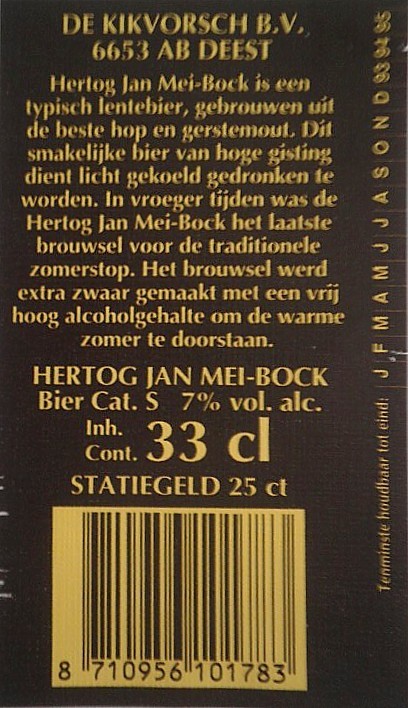 DE KIKVORSCH B.V.
6653 AB DEEST
Hertog Jan Mei-Bock is een
typisch lentebier, gebrouwen uit
de beste hop en gerstemout. Dit
smakelijke bier van hoge gisting
dient licht gekoeld gedronken te
worden. In vroeger tijden was de
Hertog Jan Mei-Bock het laatste
brouwsel voor de traditionele
zomerstop. Het brouwsel werd
extra zwaar gemaakt met een vrij
hoog alcoholgehalte om de warme
zomer te doorstaan.
HERTOG JAN MEI-BOCK
Bier Cat. S 7% vol. alc.
Inh.
Cont. 33 cl
STATIEGELD 25 ct
8 710956 101783
Tenminste houdbaar tot eind: J F M A M J J A S O N D 93 94 95